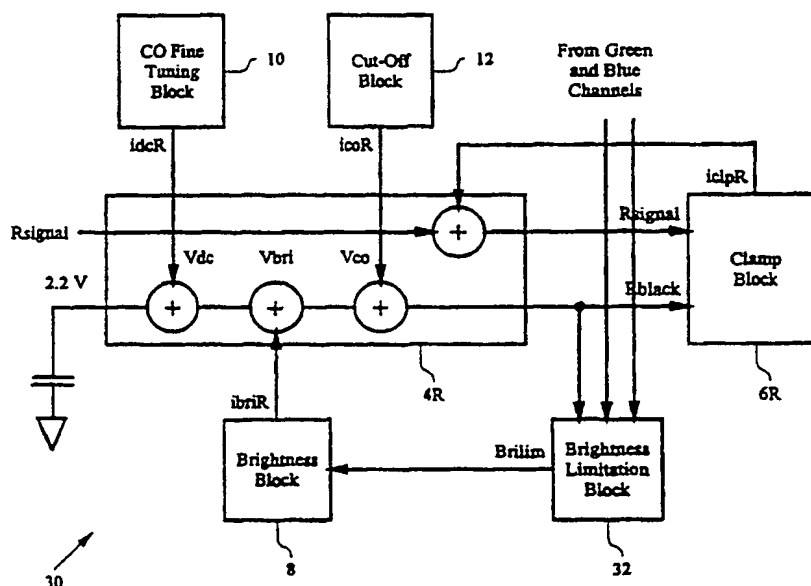 CO Fine
Tuning
Block
10
Cut-Off
Block
12
From Green
and Blue
Channels
idcR
icoR
iclpR
Rsignal
Rsignal
Vdc
Vbri
Vco
2.2 V
Rblack
Clamp
Block
ibriR
4R
6R
Brightness
Block
Brilim
Brightness
Limitation
Block
30
8
32